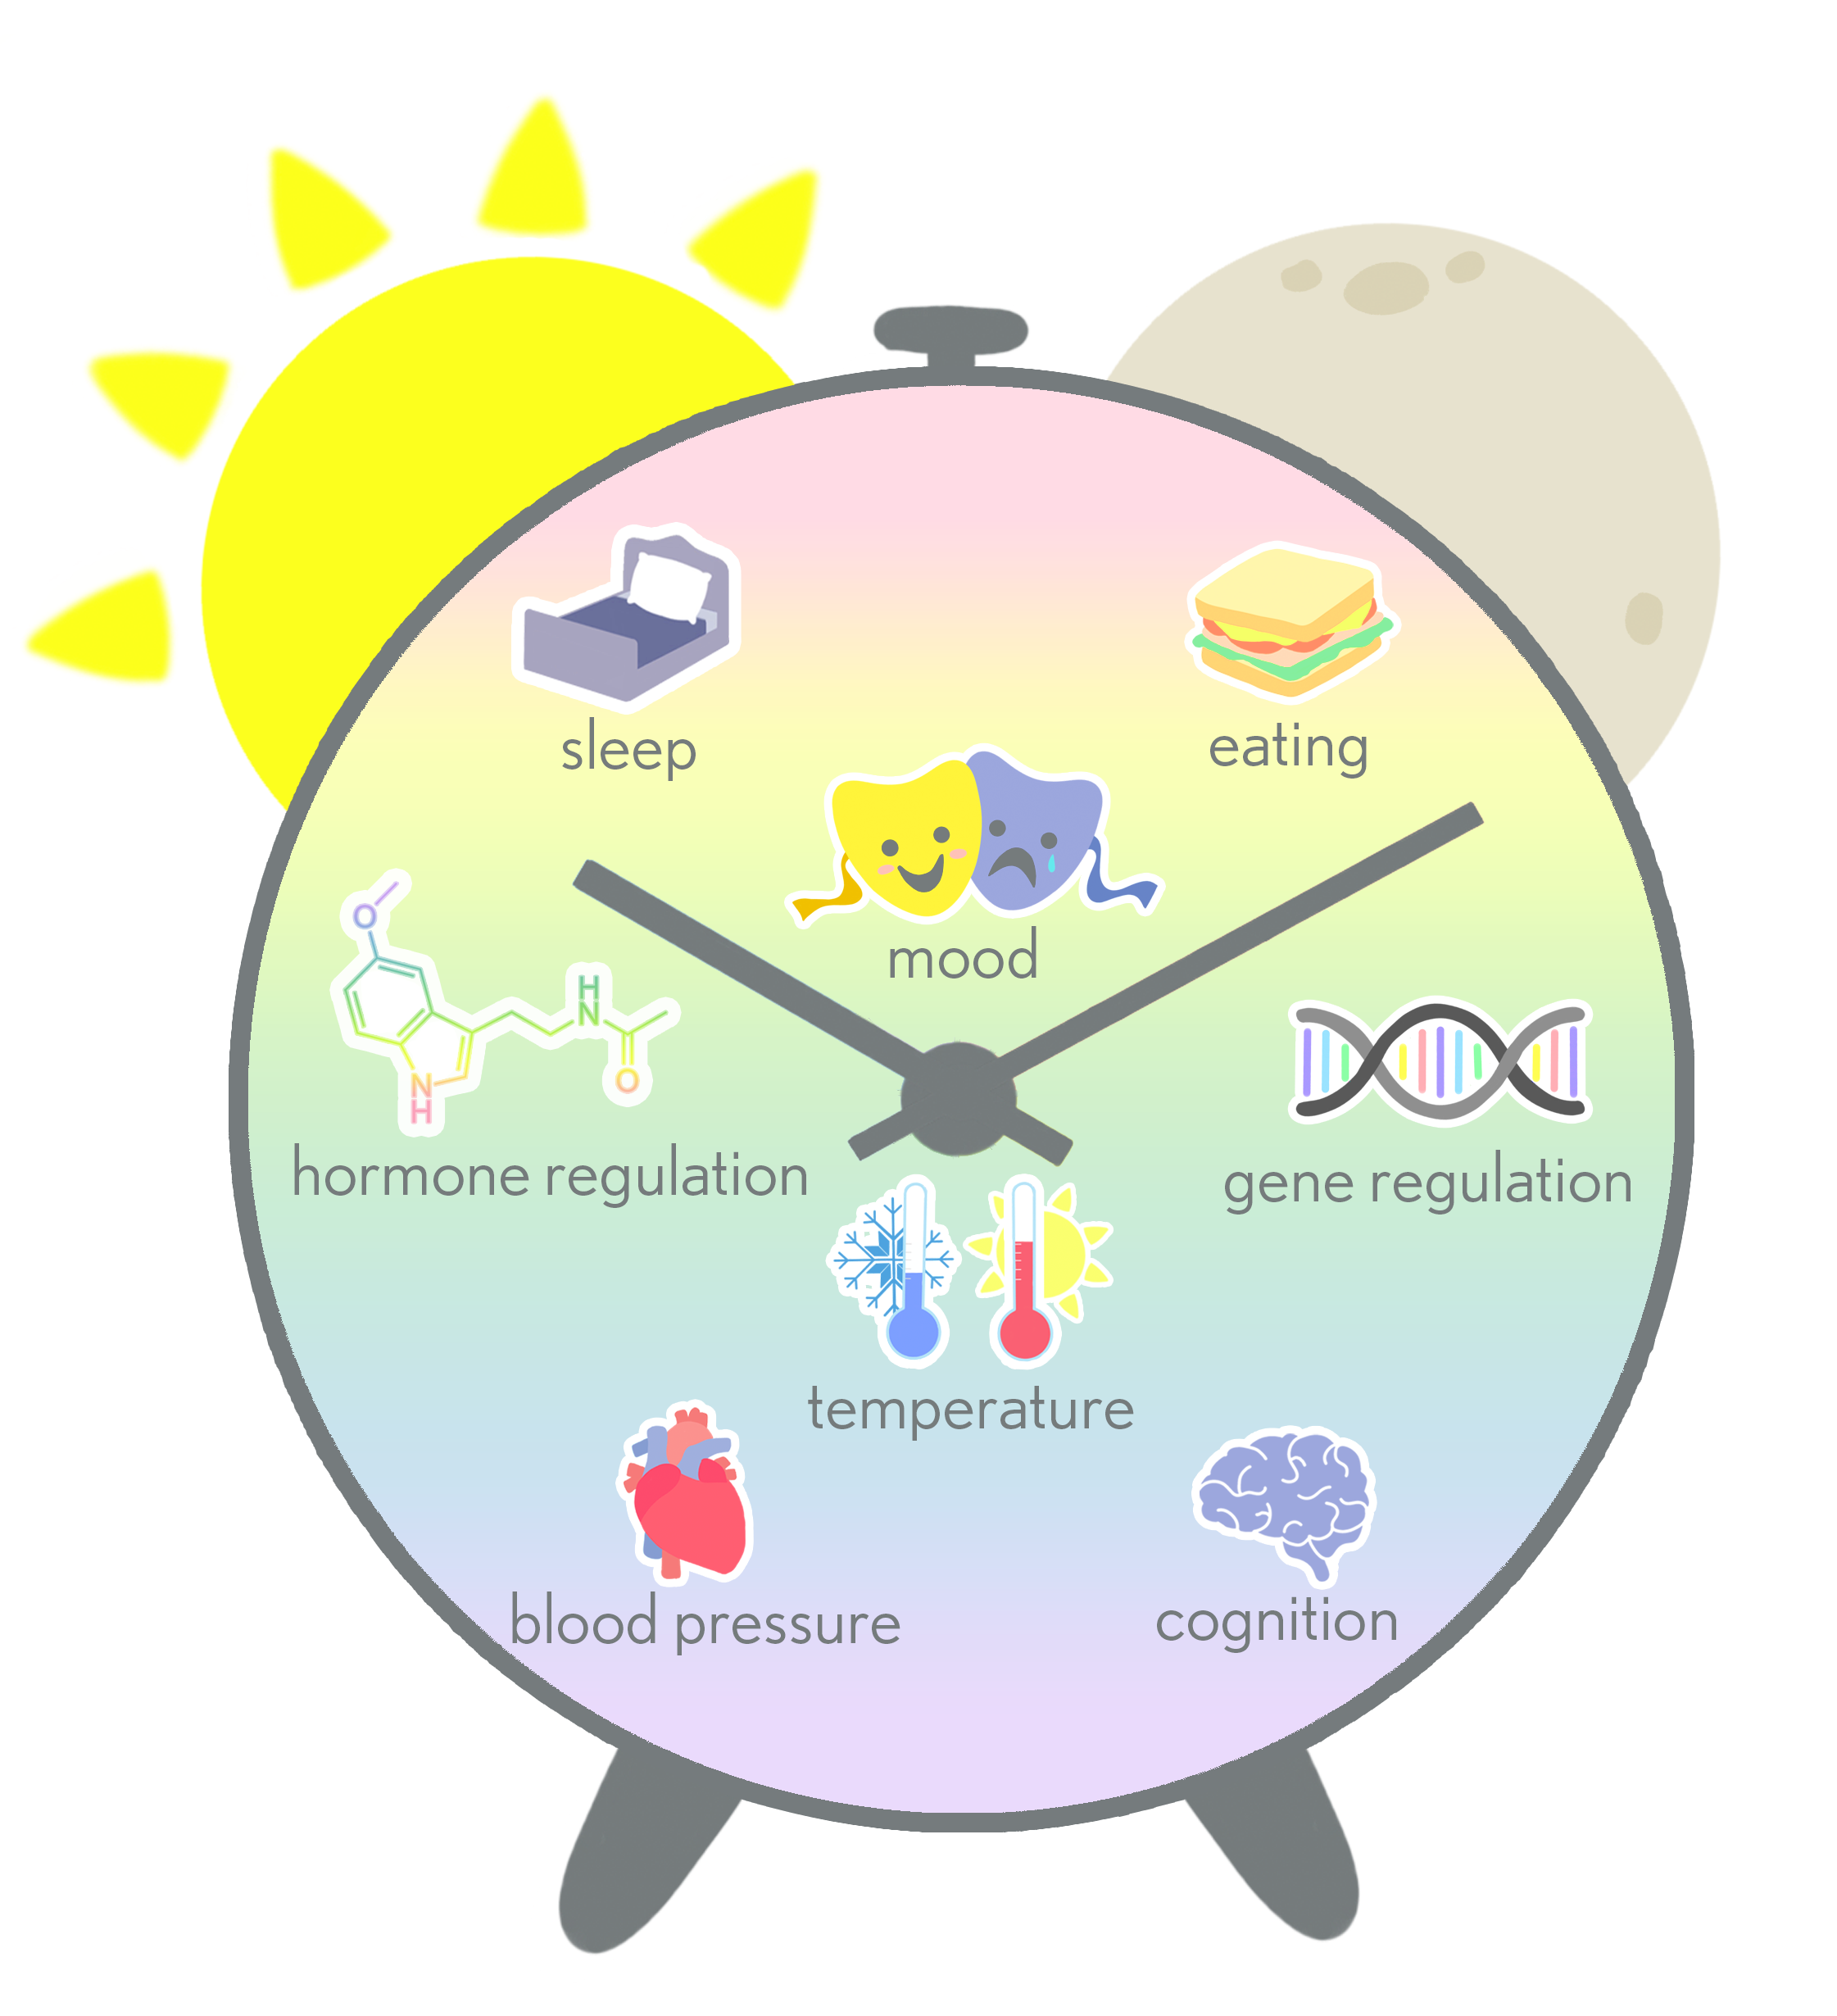 sleep
eating
mood
O
H
N
O
N
H
hormone regulation
gene regulation
temperature
blood pressure
cognition